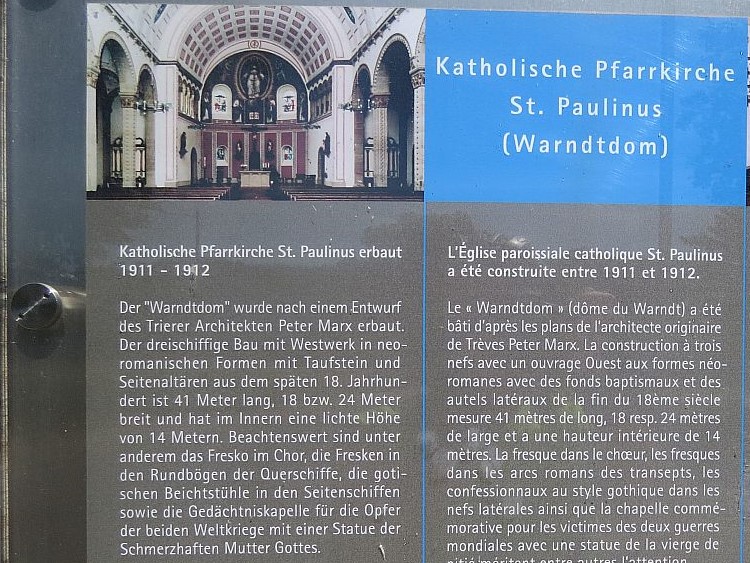 Katholische Pfarrkirche
St. Paulinus
(Warndtdom)
Katholische Pfarrkirche St. Paulinus erbaut
1911 - 1912
Der "Warndtdom" wurde nach einem Entwurf
des Trierer Architekten Peter Marx erbaut.
Der dreischiffige Bau mit Westwerk in neo-
romanischen Formen mit Taufstein und
Seitenaltären aus dem späten 18. Jahrhun-
dert ist 41 Meter lang, 18 bzw. 24 Meter
breit und hat im Innern eine lichte Höhe
von 14 Metern. Beachtenswert sind unter
anderem das Fresko im Chor, die Fresken in
den Rundbögen der Querschiffe, die goti-
schen Beichtstühle in den Seitenschiffen
sowie die Gedächtniskapelle für die Opfer
der beiden Weltkriege mit einer Statue der
Schmerzhaften Mutter Gottes.
L'Église paroissiale catholique St. Paulinus
a été construite entre 1911 et 1912.
Le « Warndtdom » (dôme du Warndt) a été
bâti d'après les plans de l'architecte originaire
de Trèves Peter Marx. La construction à trois
nefs avec un ouvrage Ouest aux formes néo-
romanes avec des fonds baptismaux et des
autels latéraux de la fin du 18ème siècle
mesure 41 mètres de long, 18 resp. 24 mètres
de large et a une hauteur intérieure de 14
mètres. La fresque dans le chœur, les fresques
dans les arcs romans des transepts, les
confessionnaux au style gothique dans les
nefs latérales ainsi que la chapelle commé-
morative pour les victimes des deux guerres
mondiales avec une statue de la vierge de
pitié méritent entre autres l'attention.